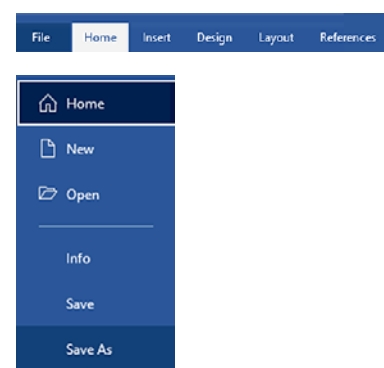 File Home Insert Design Layout References
Home
New
Open
Info
Save
Save As